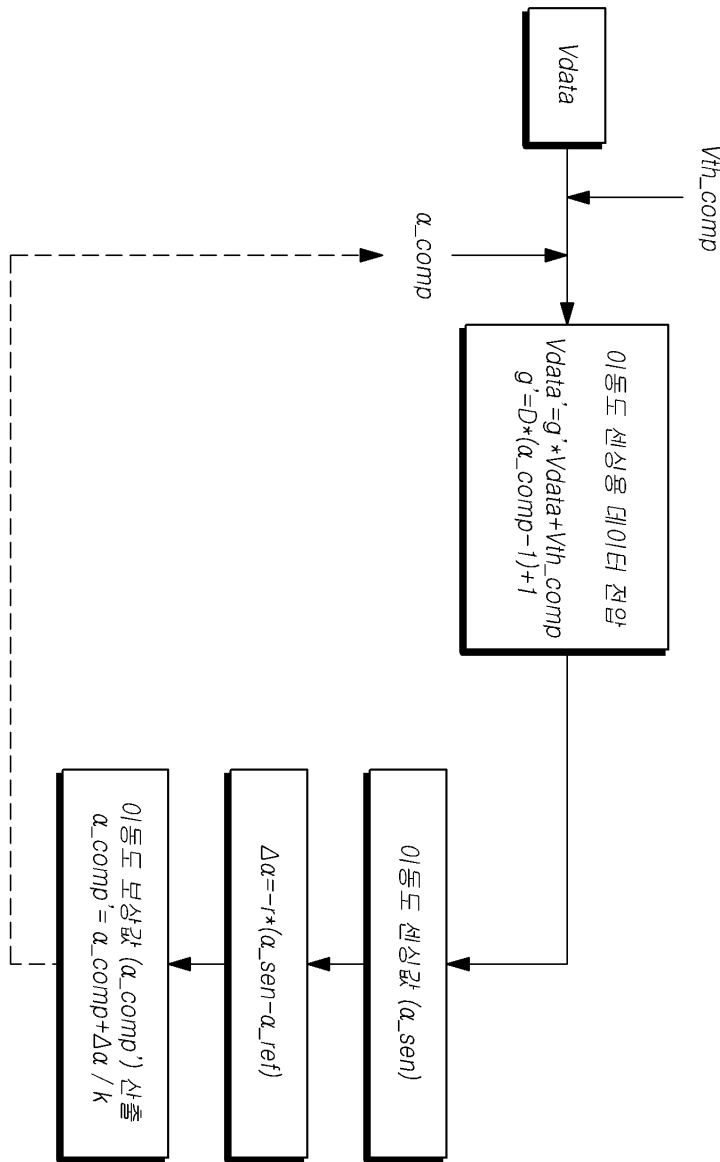 Vdata
Vth_comp
α_comp
이동도 센싱용 데이터 전압
Vdata'=g'*Vdata+Vth_comp
g'=D*(α_comp-1)+1
이동도 센싱값 (α_sen)
Δα=-r*(α_sen-α_ref)
이동도 보상값 (α_comp') 산출
α_comp'= α_comp+Δα / k